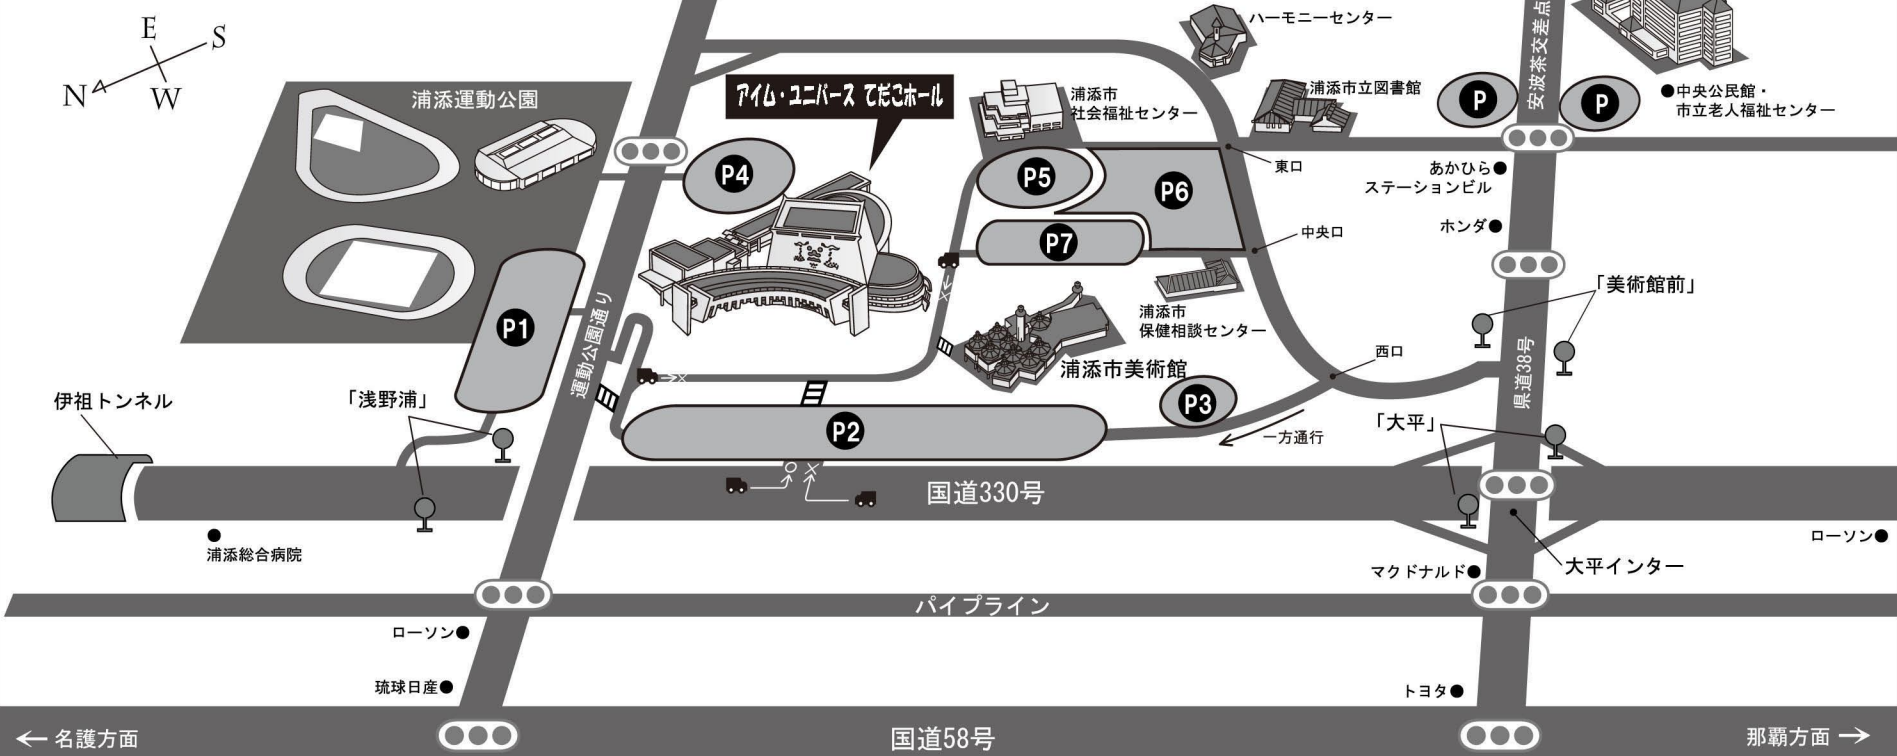 E
S
N
W
ハーモニーセンター
安波茶交差点
浦添運動公園
アイム・ユニバース てだこホール
浦添市
社会福祉センター
浦添市立図書館
P
P
中央公民館・
市立老人福祉センター
P4
P5
P6
東口
あかひら
ステーションビル
P7
中央口
ホンダ
浦添市
保健相談センター
「美術館前」
P1
運動公園通り
浦添市美術館
西口
県道38号
伊祖トンネル
「浅野浦」
P2
P3
一方通行
「大平」
国道330号
浦添総合病院
ローソン
マクドナルド
大平インター
パイプライン
ローソン
琉球日産
トヨタ
← 名護方面
国道58号
那覇方面 →